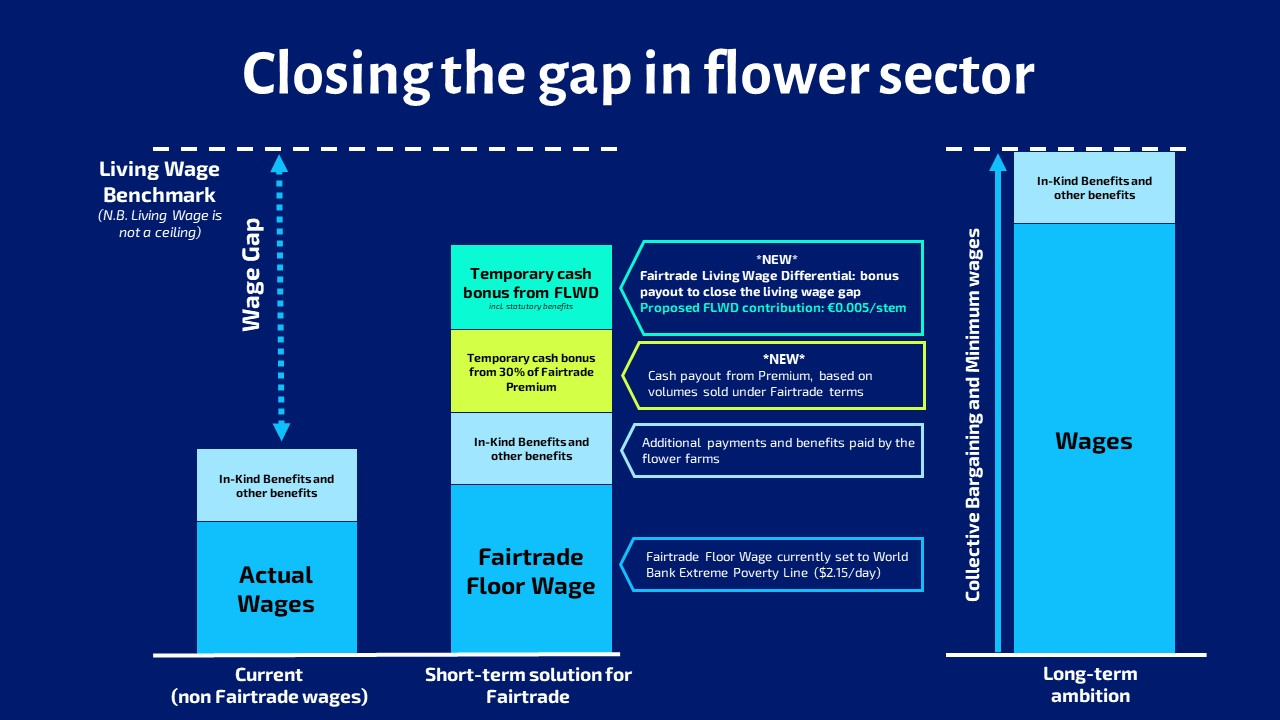 Closing the gap in flower sector
Living Wage
Benchmark
(N.B. Living Wage is
not a ceiling)
Wage Gap
In-Kind Benefits and
other benefits
Actual
Wages
Current
(non Fairtrade wages)
Temporary cash
bonus from FLWD
incl. statutory benefits
Temporary cash bonus
from 30% of Fairtrade
Premium
In-Kind Benefits and
other benefits
Fairtrade
Floor Wage
Short-term solution for
Fairtrade
*NEW*
Fairtrade Living Wage Differential: bonus
payout to close the living wage gap
Proposed FLWD contribution: €0.005/stem
*NEW*
Cash payout from Premium, based on
volumes sold under Fairtrade terms
Additional payments and benefits paid by the
flower farms
Fairtrade Floor Wage currently set to World
Bank Extreme Poverty Line ($2.15/day)
Collective Bargaining and Minimum wages
In-Kind Benefits and
other benefits
Wages
Long-term
ambition